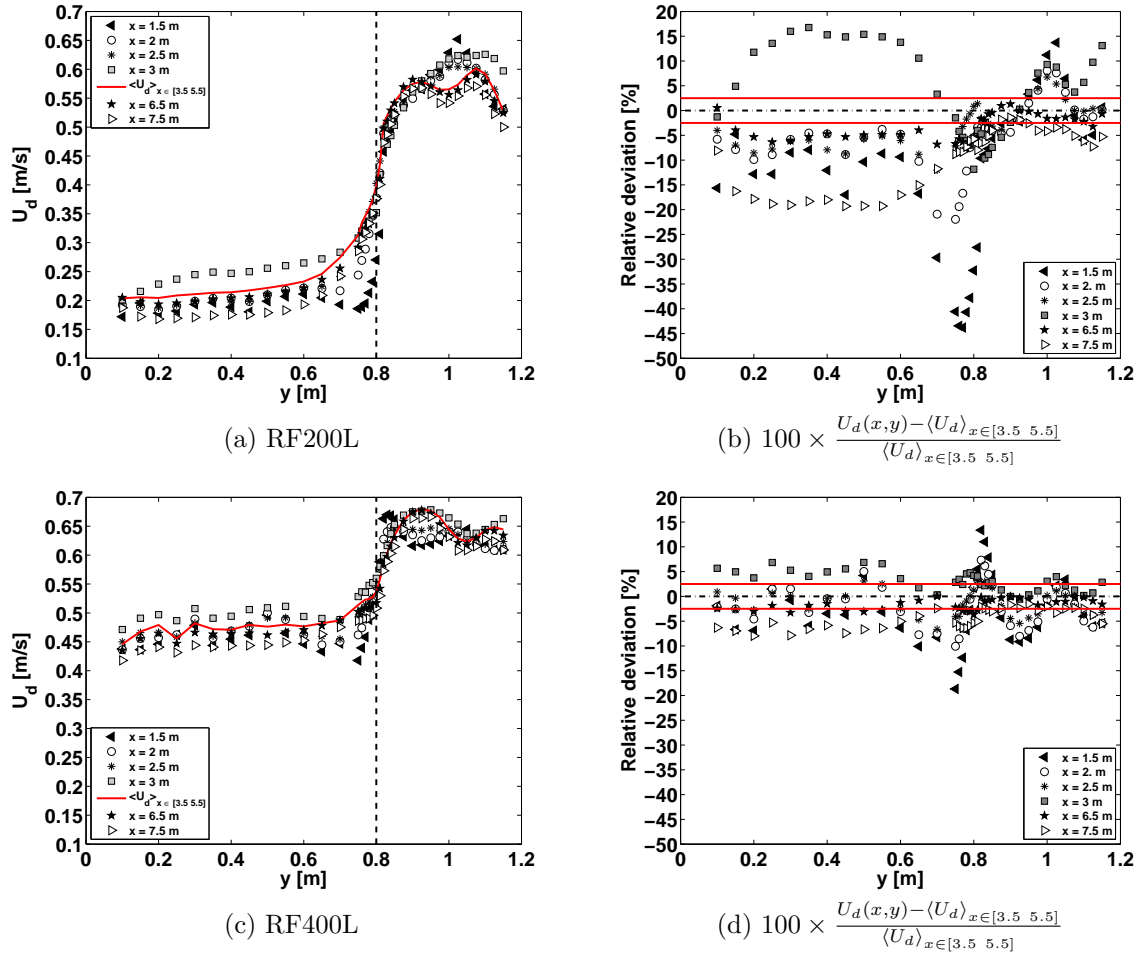 0.7
0.65
0.6
0.55
0.5
0.45
0.4
0.35
0.3
0.25
0.2
0.15
0.1
U_d [m/s]
x = 1.5 m
x = 2 m
x = 2.5 m
x = 3 m
<U_d>_{x ∈ [3.5 5.5]}
x = 6.5 m
x = 7.5 m
0 0.2 0.4 0.6 0.8 1 1.2
y [m]
(a) RF200L
20
15
10
5
0
−5
−10
−15
−20
−25
−30
−35
−40
−45
−50
Relative deviation [%]
x = 1.5 m
x = 2. m
x = 2.5 m
x = 3 m
x = 6.5 m
x = 7.5 m
0 0.2 0.4 0.6 0.8 1 1.2
y [m]
(b) 100 × \frac{U_d(x,y)−⟨U_d⟩_{x∈[3.5 5.5]}}{⟨U_d⟩_{x∈[3.5 5.5]}}
0.7
0.65
0.6
0.55
0.5
0.45
0.4
0.35
0.3
0.25
0.2
0.15
0.1
U_d [m/s]
x = 1.5 m
x = 2 m
x = 2.5 m
x = 3 m
<U_d>_{x ∈ [3.5 5.5]}
x = 6.5 m
x = 7.5 m
0 0.2 0.4 0.6 0.8 1 1.2
y [m]
(c) RF400L
20
15
10
5
0
−5
−10
−15
−20
−25
−30
−35
−40
−45
−50
Relative deviation [%]
x = 1.5 m
x = 2. m
x = 2.5 m
x = 3 m
x = 6.5 m
x = 7.5 m
0 0.2 0.4 0.6 0.8 1 1.2
y [m]
(d) 100 × \frac{U_d(x,y)−⟨U_d⟩_{x∈[3.5 5.5]}}{⟨U_d⟩_{x∈[3.5 5.5]}}